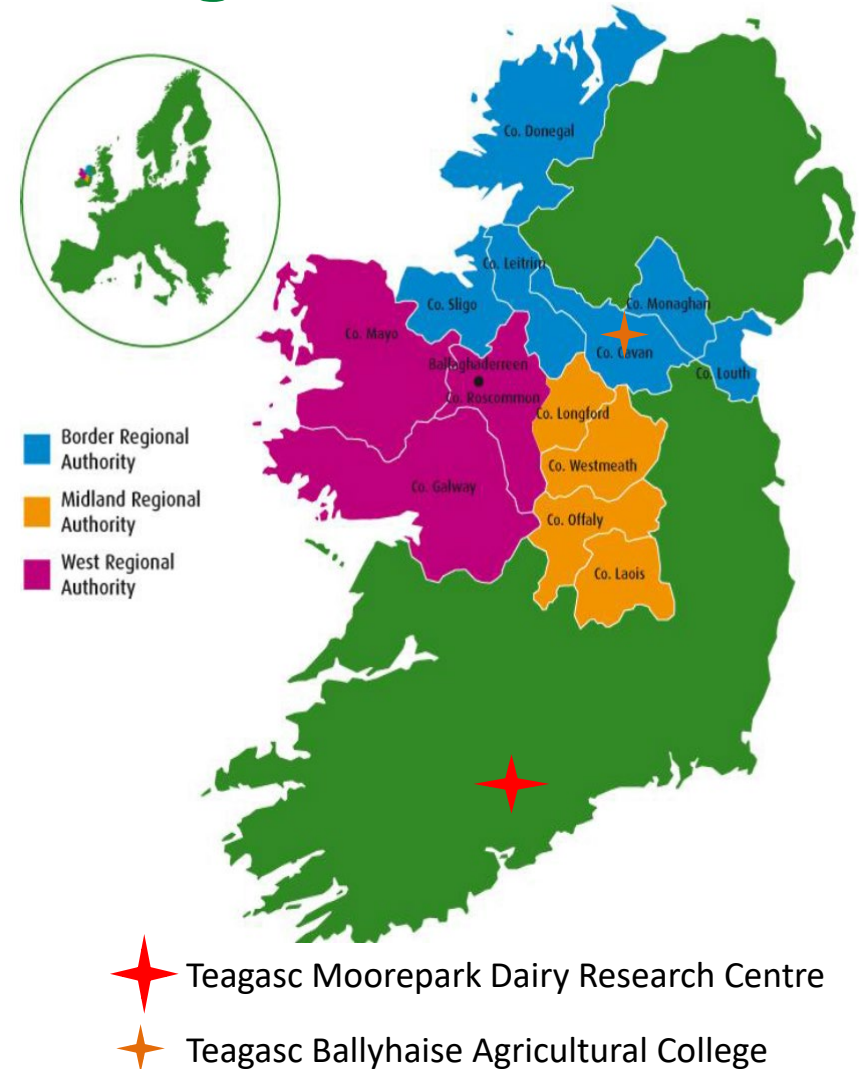 Co. Donegal
Co. Leitrim
Co. Monaghan
Co. Sligo
Co. Mayo
Co. Cavan
Ballaghaderreen
Co. Louth
Co. Roscommon
Co. Longford
Border Regional
Authority
Co. Westmeath
Co. Galway
Midland Regional
Authority
Co. Offaly
West Regional
Authority
Co. Laois
Teagasc Moorepark Dairy Research Centre
Teagasc Ballyhaise Agricultural College